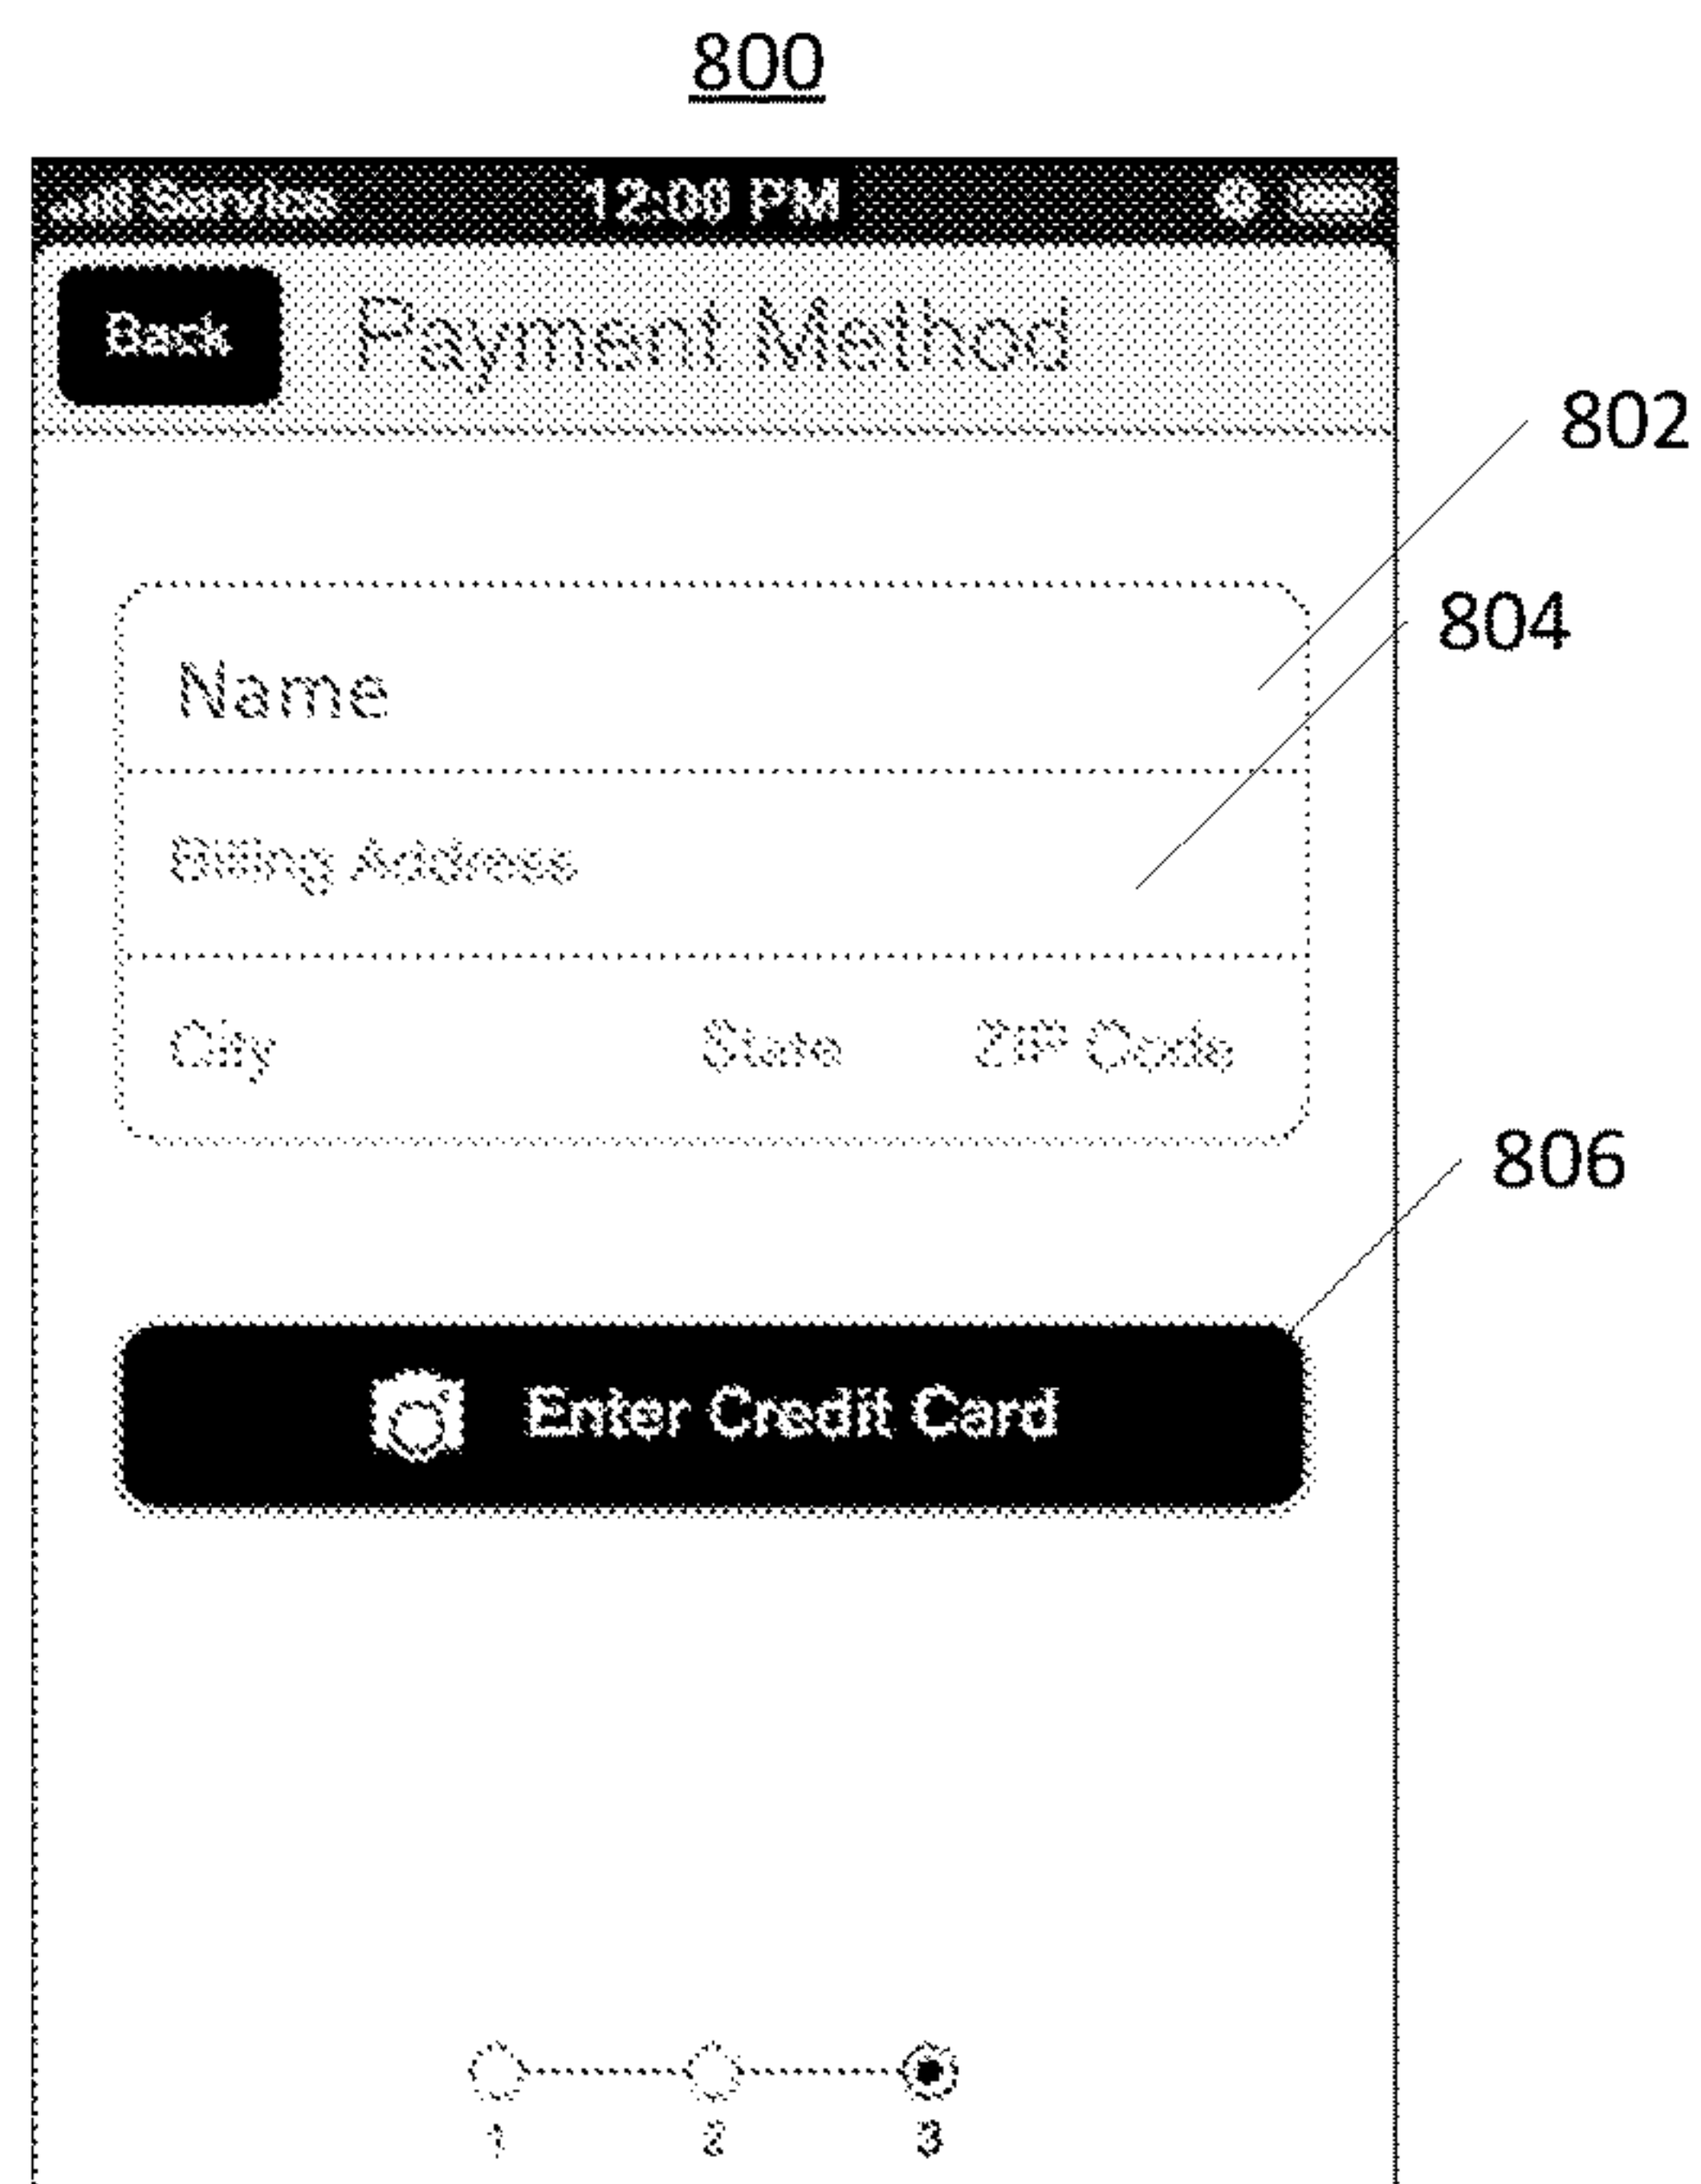 800
Service 12:00 PM
Back Payment Method
802
804
Name
Billing Address
City State ZIP Code
806
Enter Credit Card
1 2 3